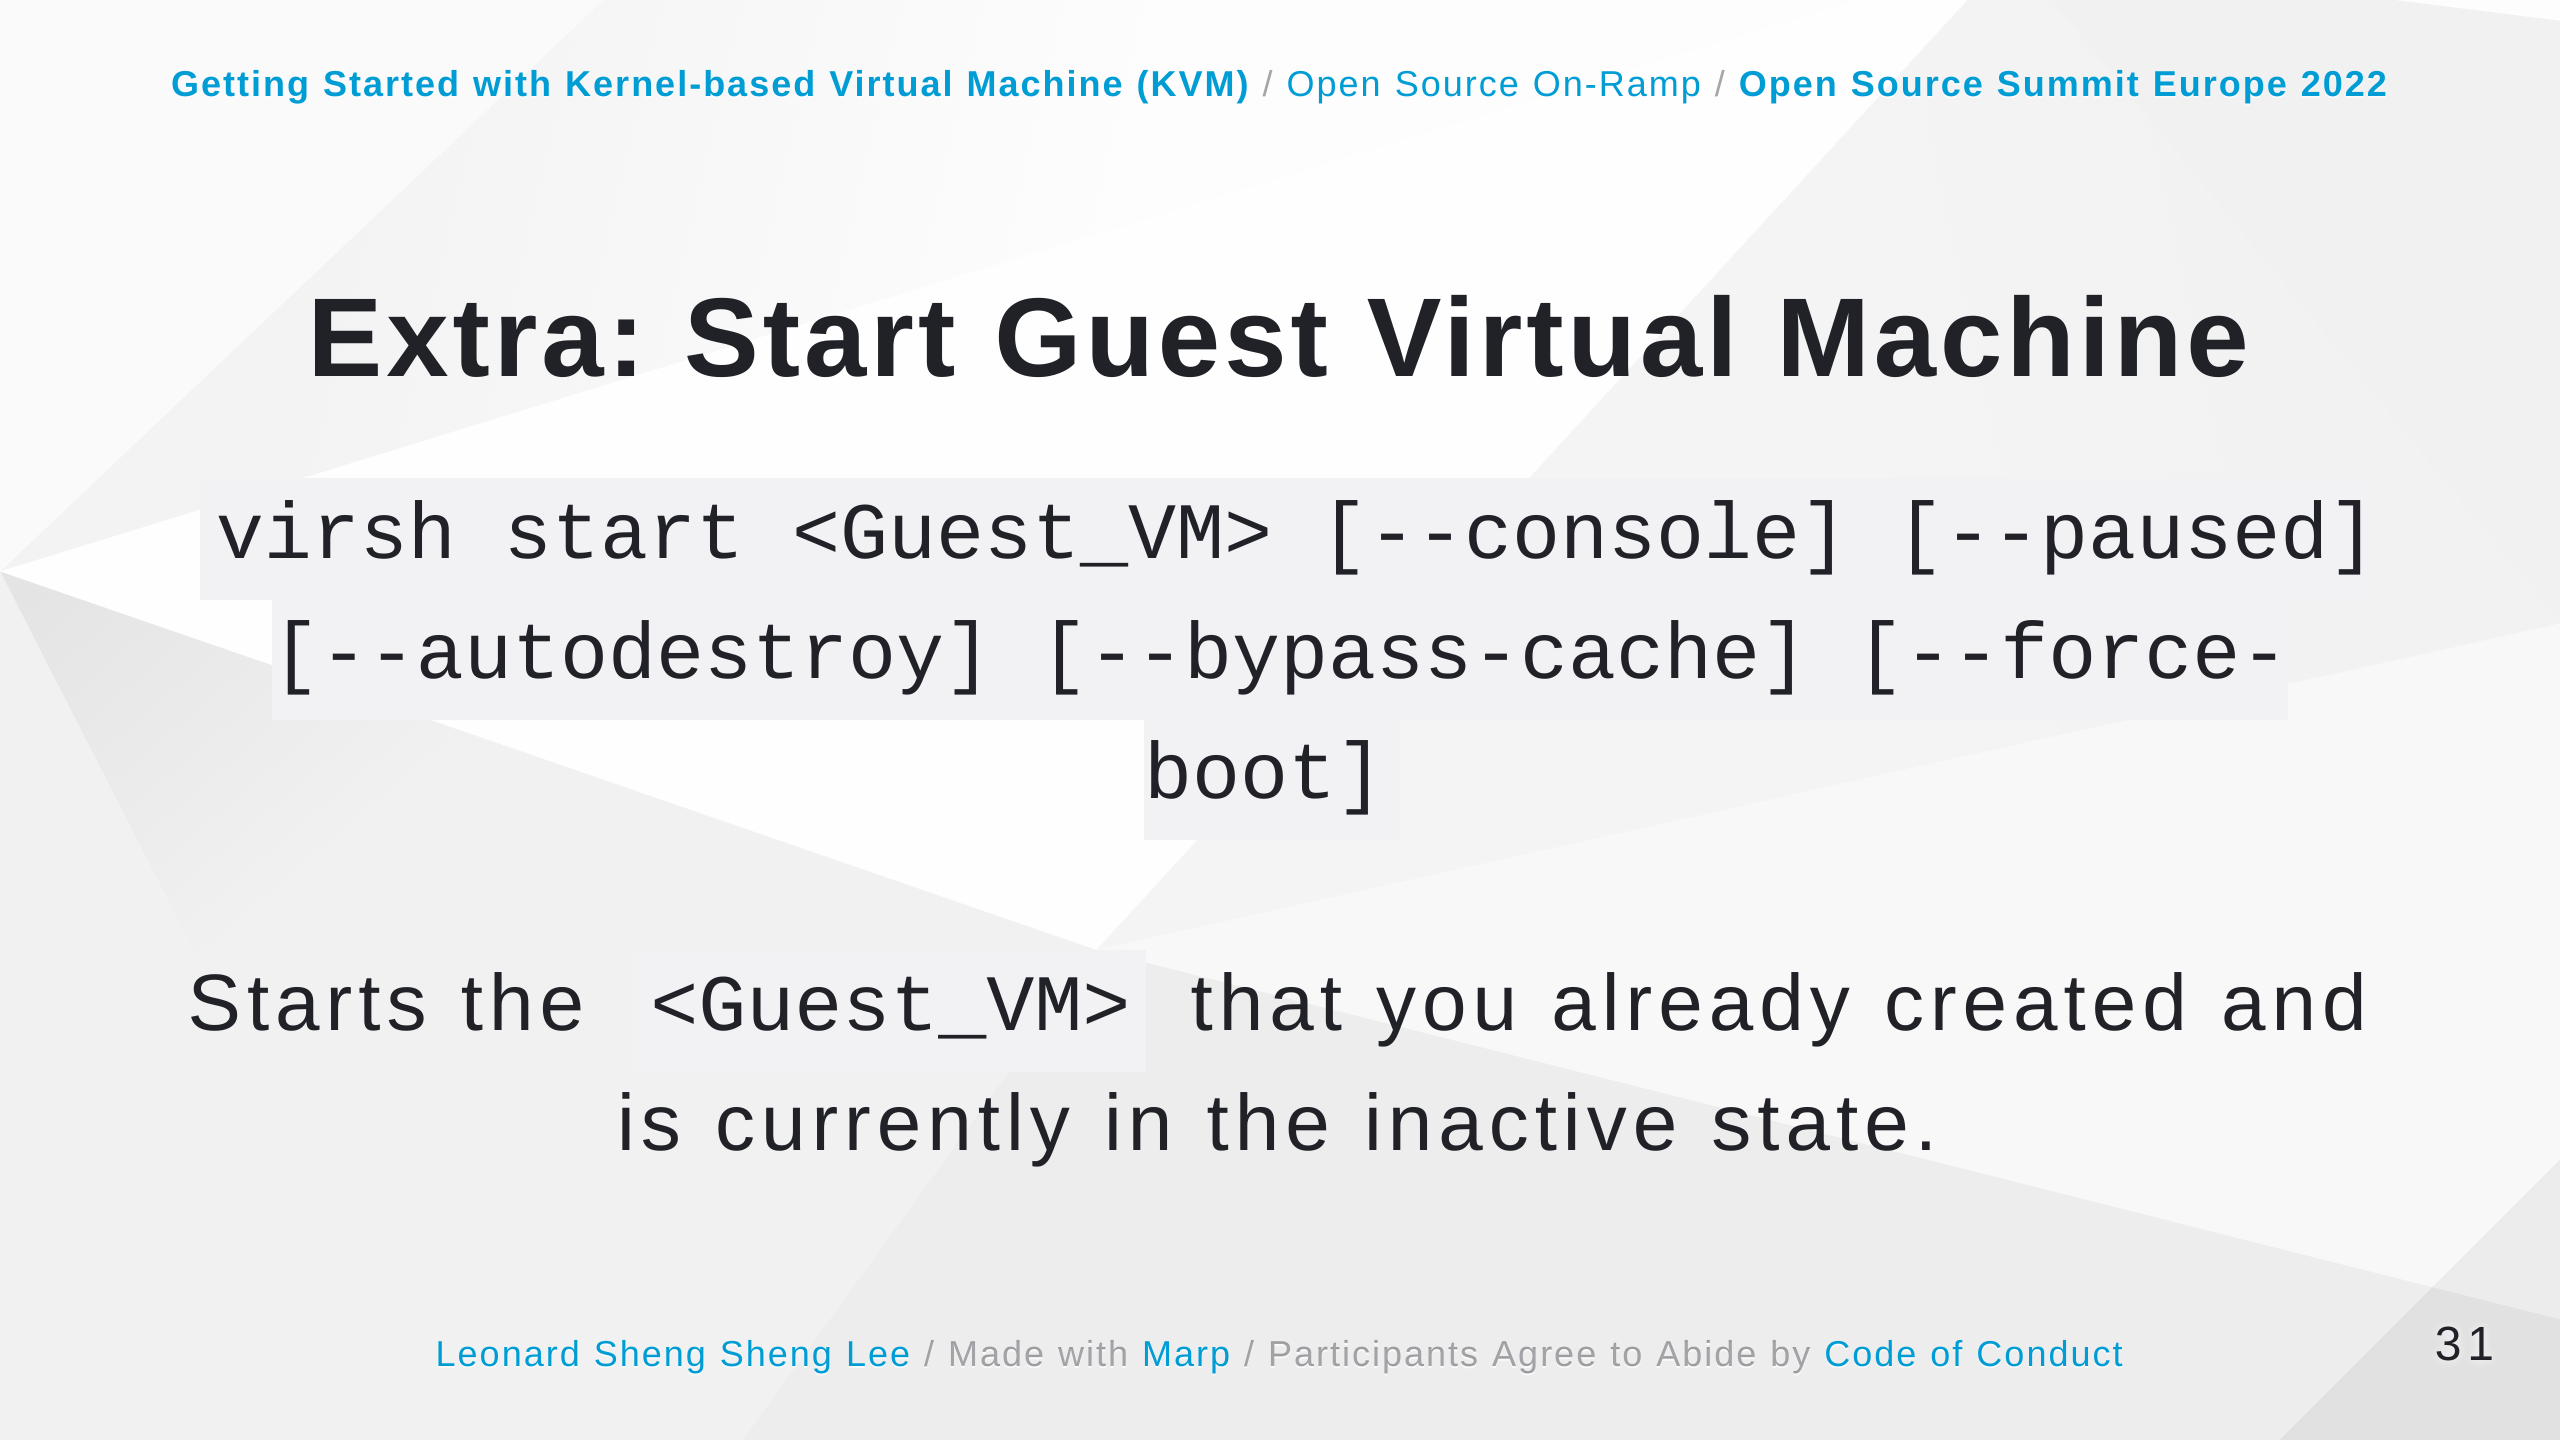 Getting Started with Kernel-based Virtual Machine (KVM) / Open Source On-Ramp / Open Source Summit Europe 2022
Extra: Start Guest Virtual Machine
virsh start <Guest_VM> [--console] [--paused]
[--autodestroy] [--bypass-cache] [--force-
boot]
Starts the <Guest_VM> that you already created and
is currently in the inactive state.
Leonard Sheng Sheng Lee / Made with Marp / Participants Agree to Abide by Code of Conduct
31